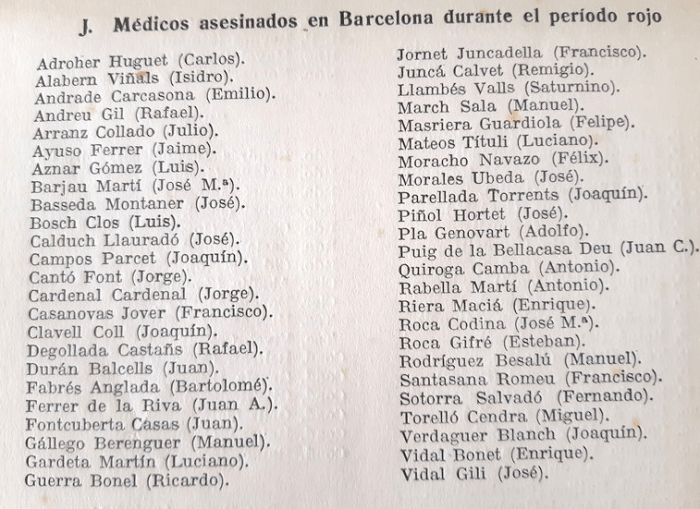 J. Médicos asesinados en Barcelona durante el período rojo
Adroher Huguet (Carlos).
Alabern Viñals (Isidro).
Andrade Carcasona (Emilio).
Andreu Gil (Rafael).
Arranz Collado (Julio).
Ayuso Ferrer (Jaime).
Aznar Gómez (Luis).
Barjau Martí (José M.ª).
Basseda Montaner (José).
Bosch Clos (Luis).
Calduch Llauradó (José).
Campos Parcet (Joaquín).
Cantó Font (Jorge).
Cardenal Cardenal (Jorge).
Casanovas Jover (Francisco).
Clavell Coll (Joaquín).
Degollada Castañs (Rafael).
Durán Balcells (Juan).
Fabrés Anglada (Bartolomé).
Ferrer de la Riva (Juan A.).
Fontcuberta Casas (Juan).
Gállego Berenguer (Manuel).
Gardeta Martín (Luciano).
Guerra Bonel (Ricardo).
Jornet Juncadella (Francisco).
Juncá Calvet (Remigio).
Llambés Valls (Saturnino).
March Sala (Manuel).
Masriera Guardiola (Felipe).
Mateos Títuli (Luciano).
Moracho Navazo (Félix).
Morales Ubeda (José).
Parellada Torrents (Joaquín).
Piñol Hortet (José).
Pla Genovart (Adolfo).
Puig de la Bellacasa Deu (Juan C.).
Quiroga Camba (Antonio).
Rabella Martí (Antonio).
Riera Maciá (Enrique).
Roca Codina (José M.ª).
Roca Gifré (Esteban).
Rodríguez Besalú (Manuel).
Santasana Romeu (Francisco).
Sotorra Salvadó (Fernando).
Torelló Cendra (Miguel).
Verdaguer Blanch (Joaquín).
Vidal Bonet (Enrique).
Vidal Gili (José).